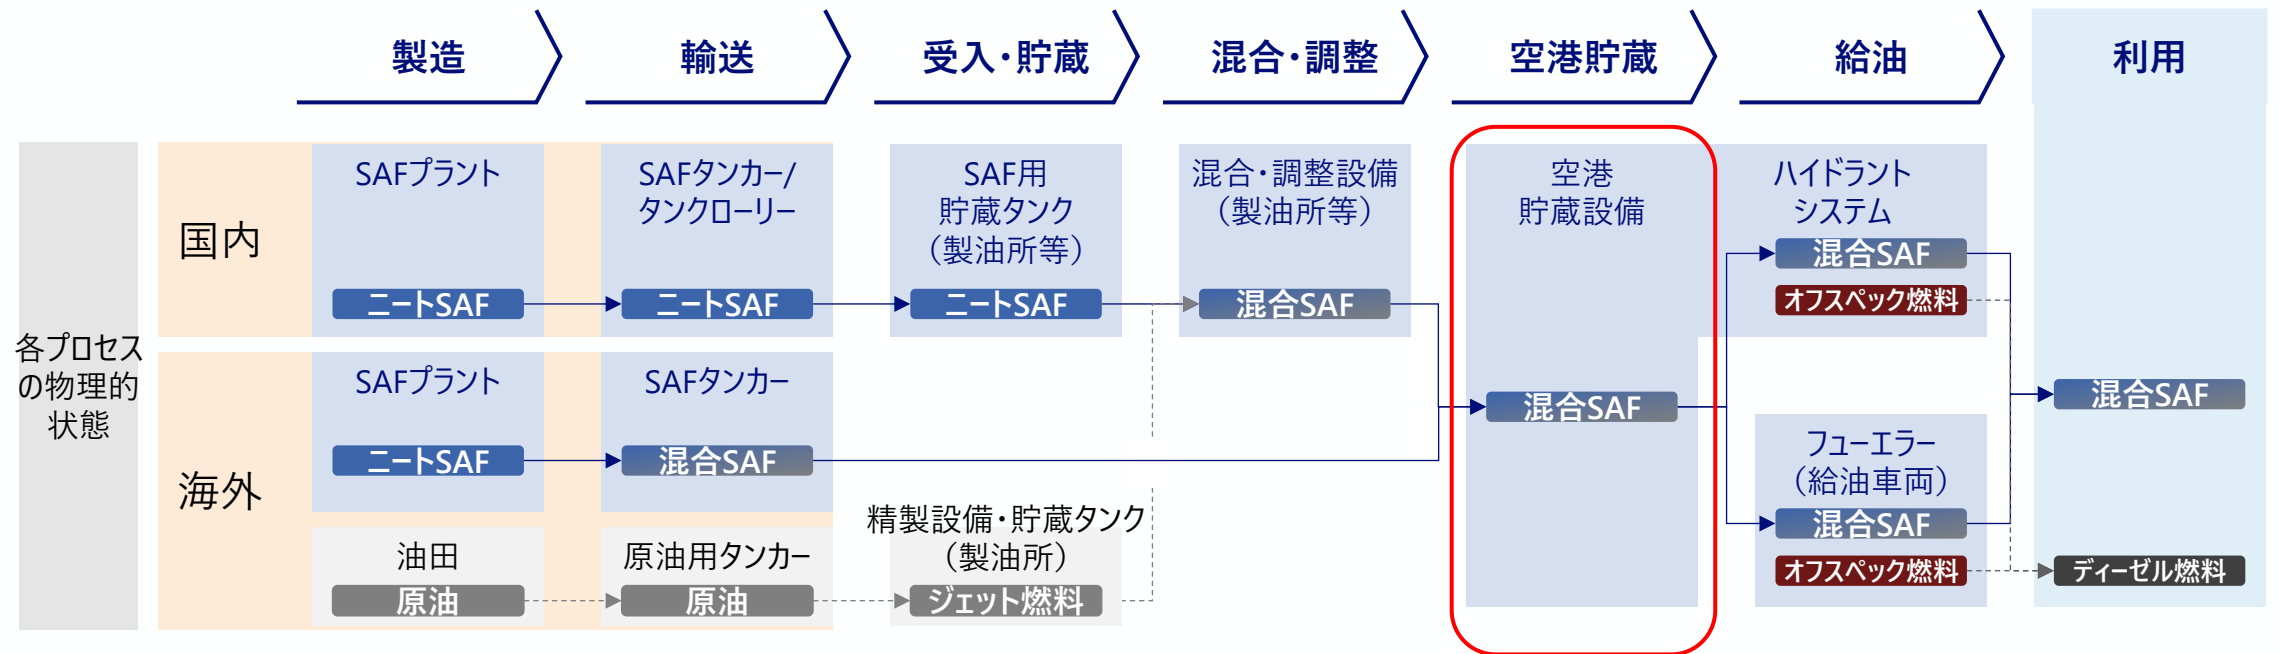 製造
輸送
受入・貯蔵
混合・調整
空港貯蔵
給油
利用
各プロセス
の物理的
状態
国内
SAFプラント
ニートSAF
SAFタンカー/
タンクローリー
ニートSAF
SAF用
貯蔵タンク
（製油所等）
ニートSAF
混合・調整設備
（製油所等）
混合SAF
空港
貯蔵設備
混合SAF
ハイドラント
システム
混合SAF
オフスペック燃料
海外
SAFプラント
ニートSAF
SAFタンカー
混合SAF
フューエラー
（給油車両）
混合SAF
オフスペック燃料
混合SAF
ディーゼル燃料
油田
原油
原油用タンカー
原油
精製設備・貯蔵タンク
（製油所）
ジェット燃料